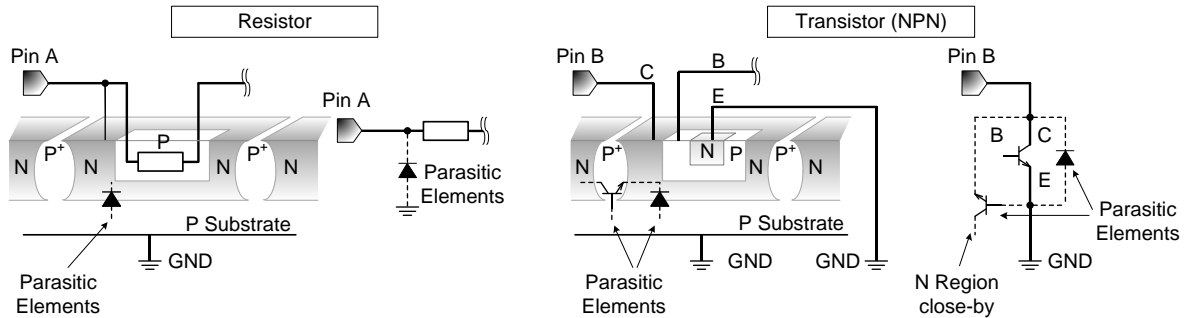 Resistor
Transistor (NPN)
Pin A
Pin B
C
B
E
Pin B
Pin A
N
P+
N
P
N
P+
N
Parasitic
Elements
P Substrate
GND
Parasitic
Elements
N
P+
N
N
P
P+
N
P Substrate
GND
GND
Parasitic
Elements
B
C
E
Parasitic
Elements
GND
N Region
close-by